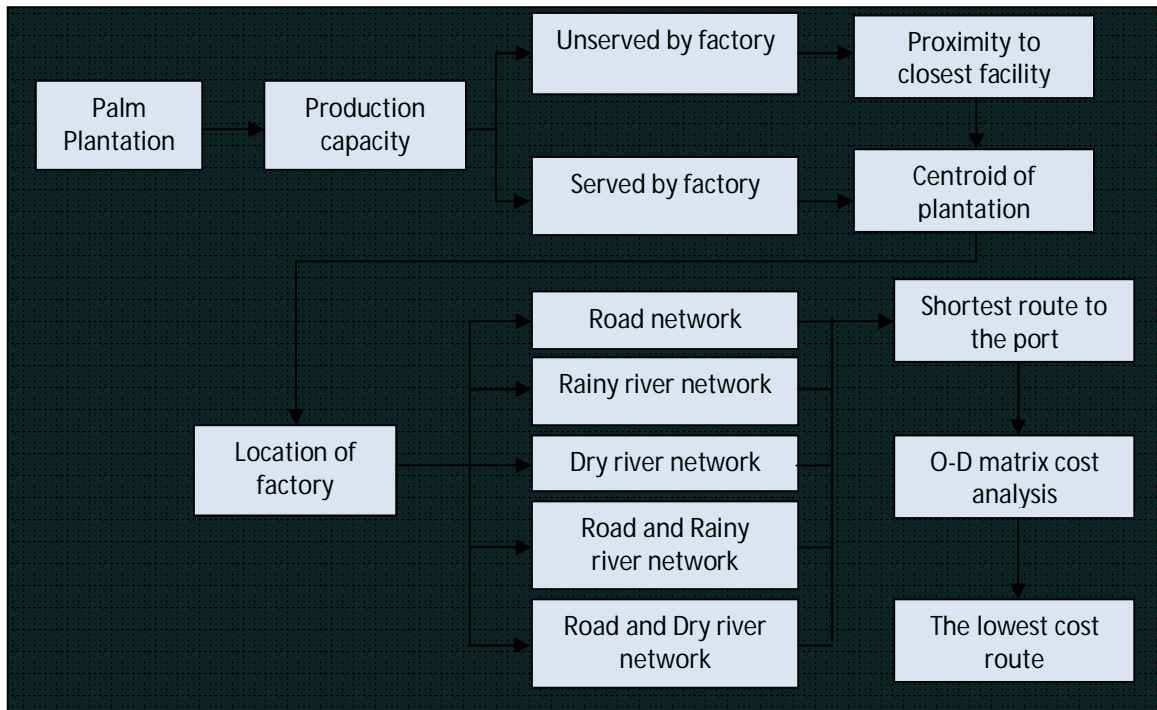 Palm
Plantation
Production
capacity
Unserved by factory
Served by factory
Proximity to
closest facility
Centroid of
plantation
Location of
factory
Road network
Rainy river network
Dry river network
Road and Rainy
river network
Road and Dry river
network
Shortest route to
the port
O-D matrix cost
analysis
The lowest cost
route